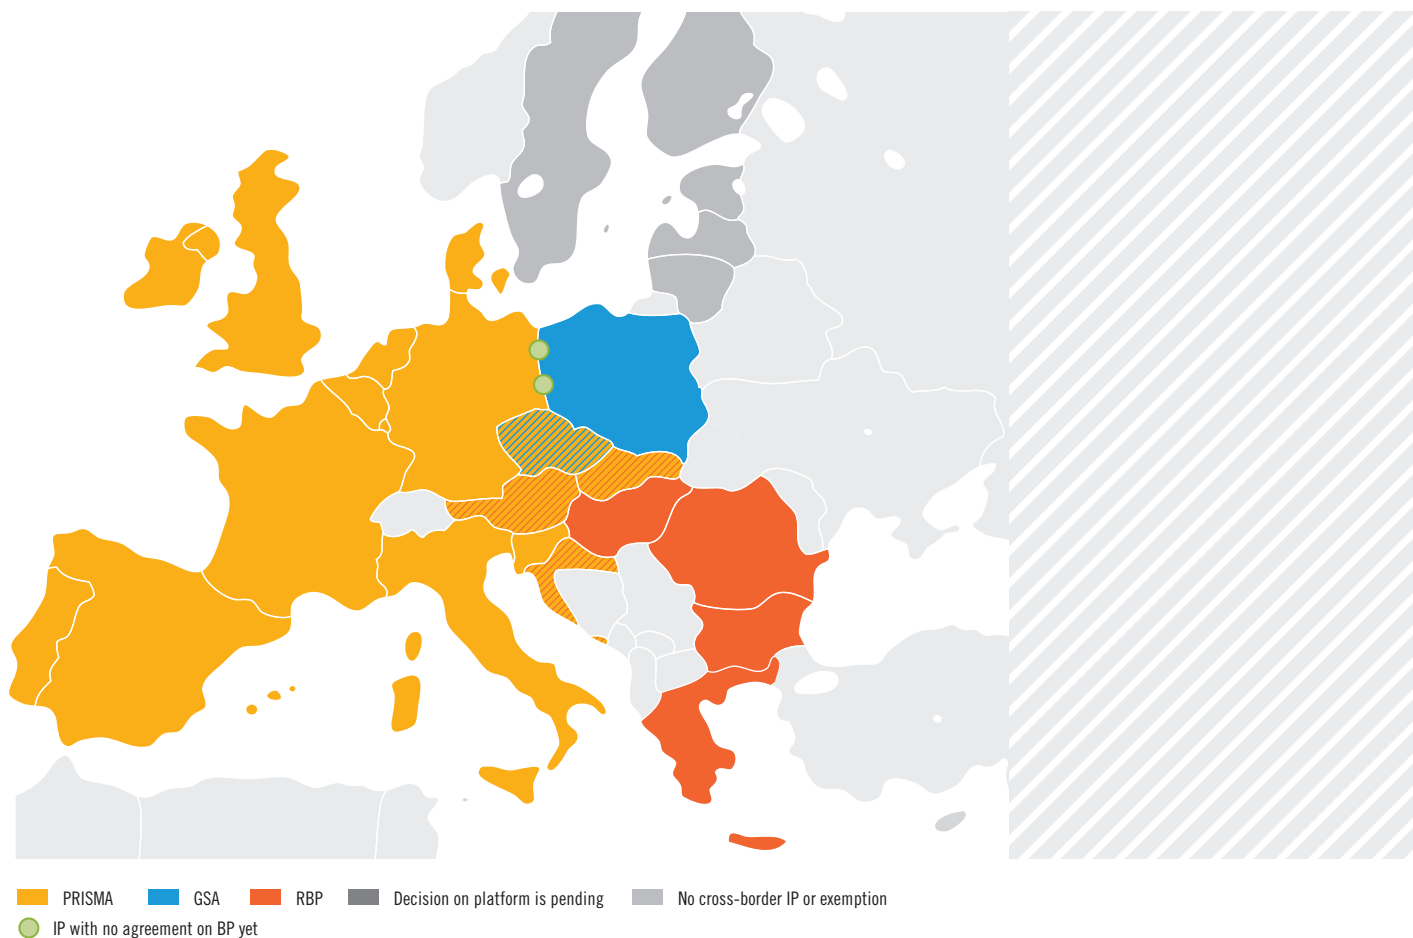 PRISMA GSA RBP Decision on platform is pending No cross-border IP or exemption
IP with no agreement on BP yet